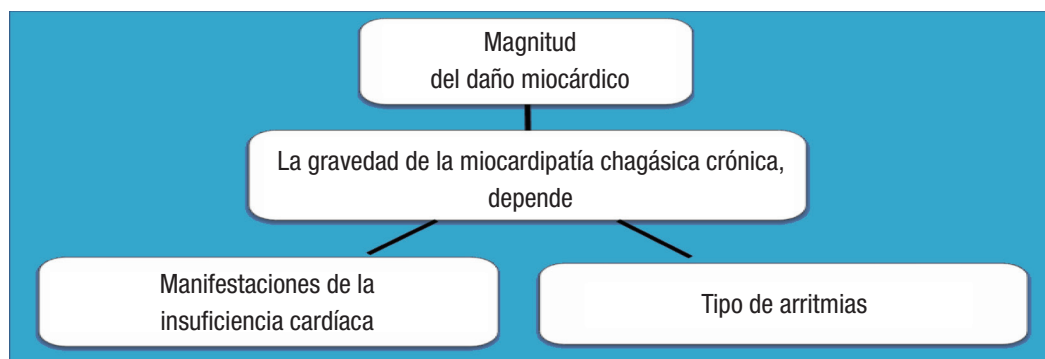 Magnitud
del daño miocárdico
La gravedad de la miocardipatía chagásica crónica,
depende
Manifestaciones de la
insuficiencia cardíaca
Tipo de arritmias